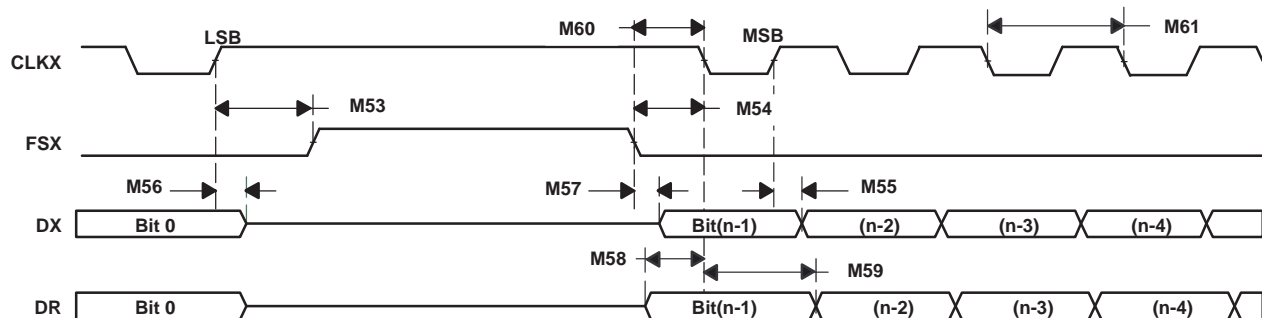 M60
LSB
MSB
M61
CLKX
M53
M54
FSX
M56
M57
M55
DX
Bit 0
Bit(n-1)
(n-2)
(n-3)
(n-4)
M58
M59
DR
Bit 0
Bit(n-1)
(n-2)
(n-3)
(n-4)